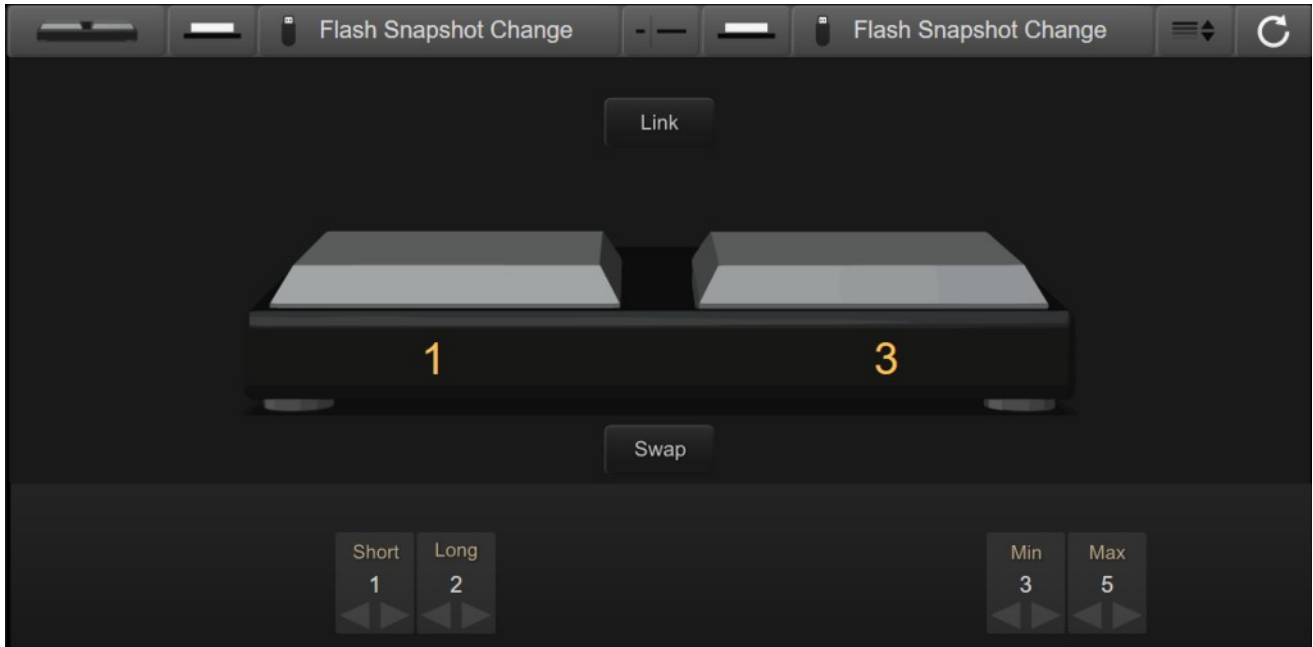 Flash Snapshot Change Flash Snapshot Change
Link
1 3
Swap
Short Long Min Max
1 2 3 5